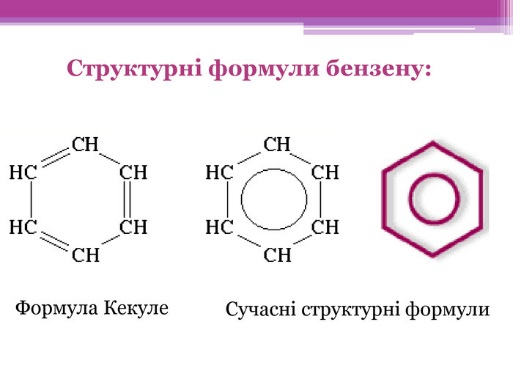 Структурні формули бензену:
CH CH
HC CH HC CH
HC CH HC CH
CH CH
Формула Кекуле Сучасні структурні формули